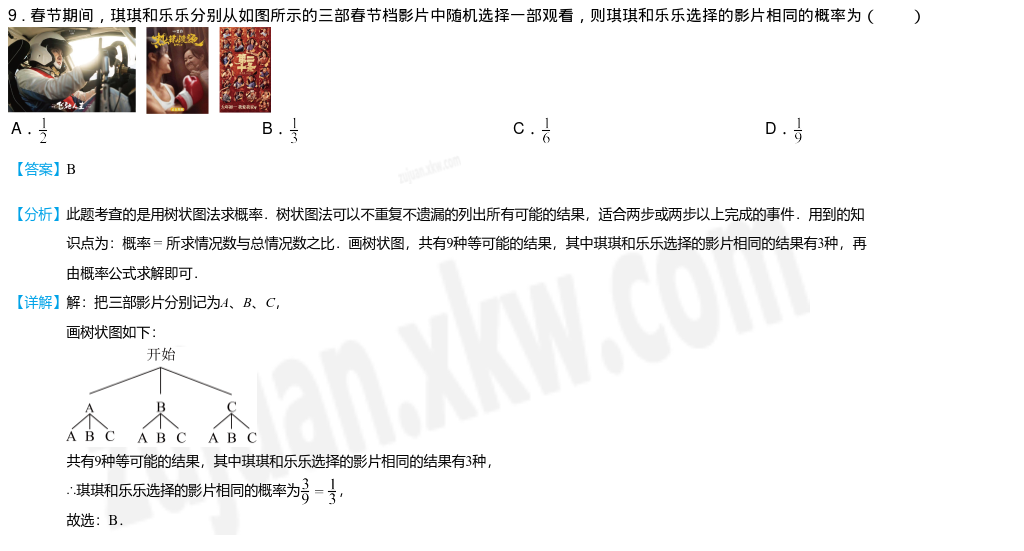 9．春节期间，琪琪和乐乐分别从如图所示的三部春节档影片中随机选择一部观看，则琪琪和乐乐选择的影片相同的概率为（　　）
飞驰人生
热辣滚烫
A．1/2 B．1/3 C．1/6 D．1/9
【答案】B
【分析】此题考查的是用树状图法求概率．树状图法可以不重复不遗漏的列出所有可能的结果，适合两步或两步以上完成的事件．用到的知
识点为：概率＝所求情况数与总情况数之比．画树状图，共有9种等可能的结果，其中琪琪和乐乐选择的影片相同的结果有3种，再
由概率公式求解即可．
【详解】解：把三部影片分别记为A、B、C，
画树状图如下：
开始
A B C
A B C A B C A B C
共有9种等可能的结果，其中琪琪和乐乐选择的影片相同的结果有3种，
∴琪琪和乐乐选择的影片相同的概率为3/9＝1/3，
故选：B．
zujuan.xkw.com
zujuan.xkw.com